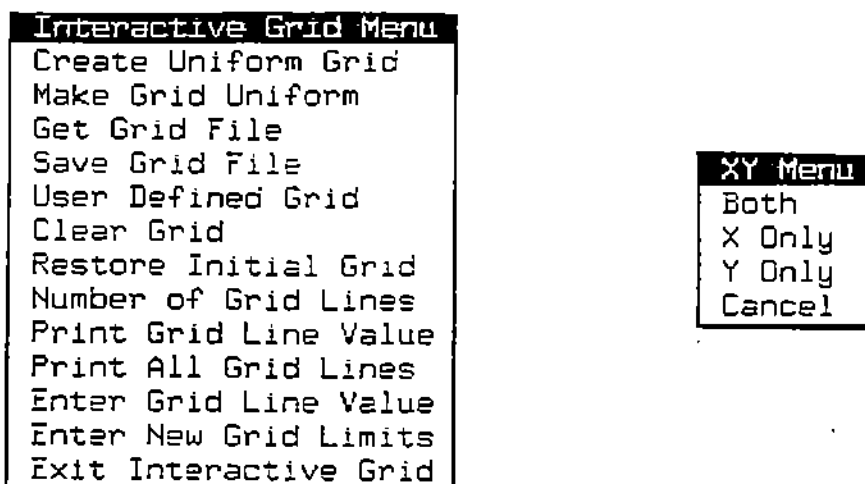 Interactive Grid Menu
Create Uniform Grid
Make Grid Uniform
Get Grid File
Save Grid File
User Defined Grid
Clear Grid
Restore Initial Grid
Number of Grid Lines
Print Grid Line Value
Print All Grid Lines
Enter Grid Line Value
Enter New Grid Limits
Exit Interactive Grid
XY Menu
Both
X Only
Y Only
Cancel